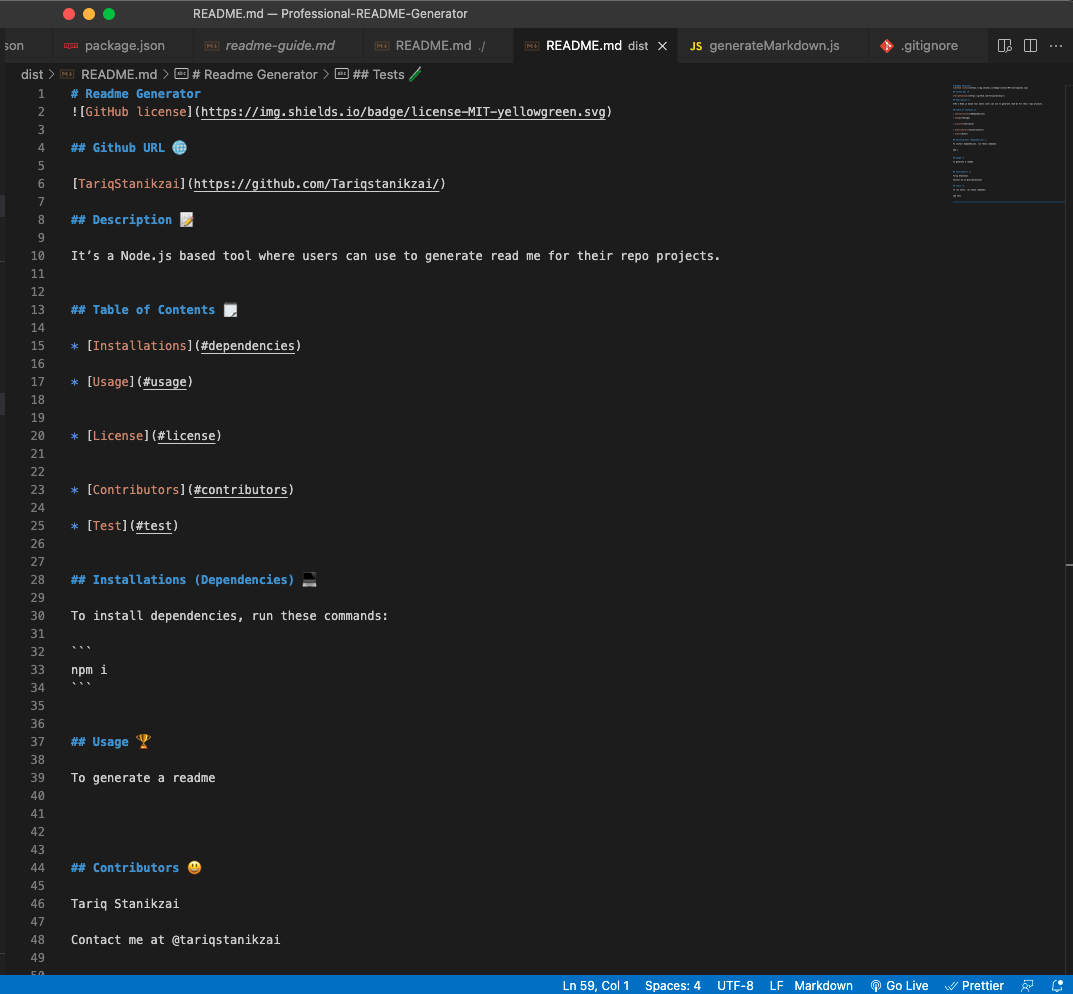 README.md — Professional-README-Generator
son package.json readme-guide.md README.md ./ README.md dist JS generateMarkdown.js .gitignore
dist > README.md > # Readme Generator > ## Tests 🧪
1 # Readme Generator
2 ![GitHub license](https://img.shields.io/badge/license-MIT-yellowgreen.svg)
3
4 ## Github URL 🌐
5
6 [TariqStanikzai](https://github.com/Tariqstanikzai/)
7
8 ## Description 📝
9
10 It’s a Node.js based tool where users can use to generate read me for their repo projects.
11
12
13 ## Table of Contents 🗒
14
15 * [Installations](#dependencies)
16
17 * [Usage](#usage)
18
19
20 * [License](#license)
21
22
23 * [Contributors](#contributors)
24
25 * [Test](#test)
26
27
28 ## Installations (Dependencies) 💻
29
30 To install dependencies, run these commands:
31
32 ```
33 npm i
34 ```
35
36
37 ## Usage 🏆
38
39 To generate a readme
40
41
42
43
44 ## Contributors 😃
45
46 Tariq Stanikzai
47
48 Contact me at @tariqstanikzai
49
50
Ln 59, Col 1 Spaces: 4 UTF-8 LF Markdown Go Live Prettier